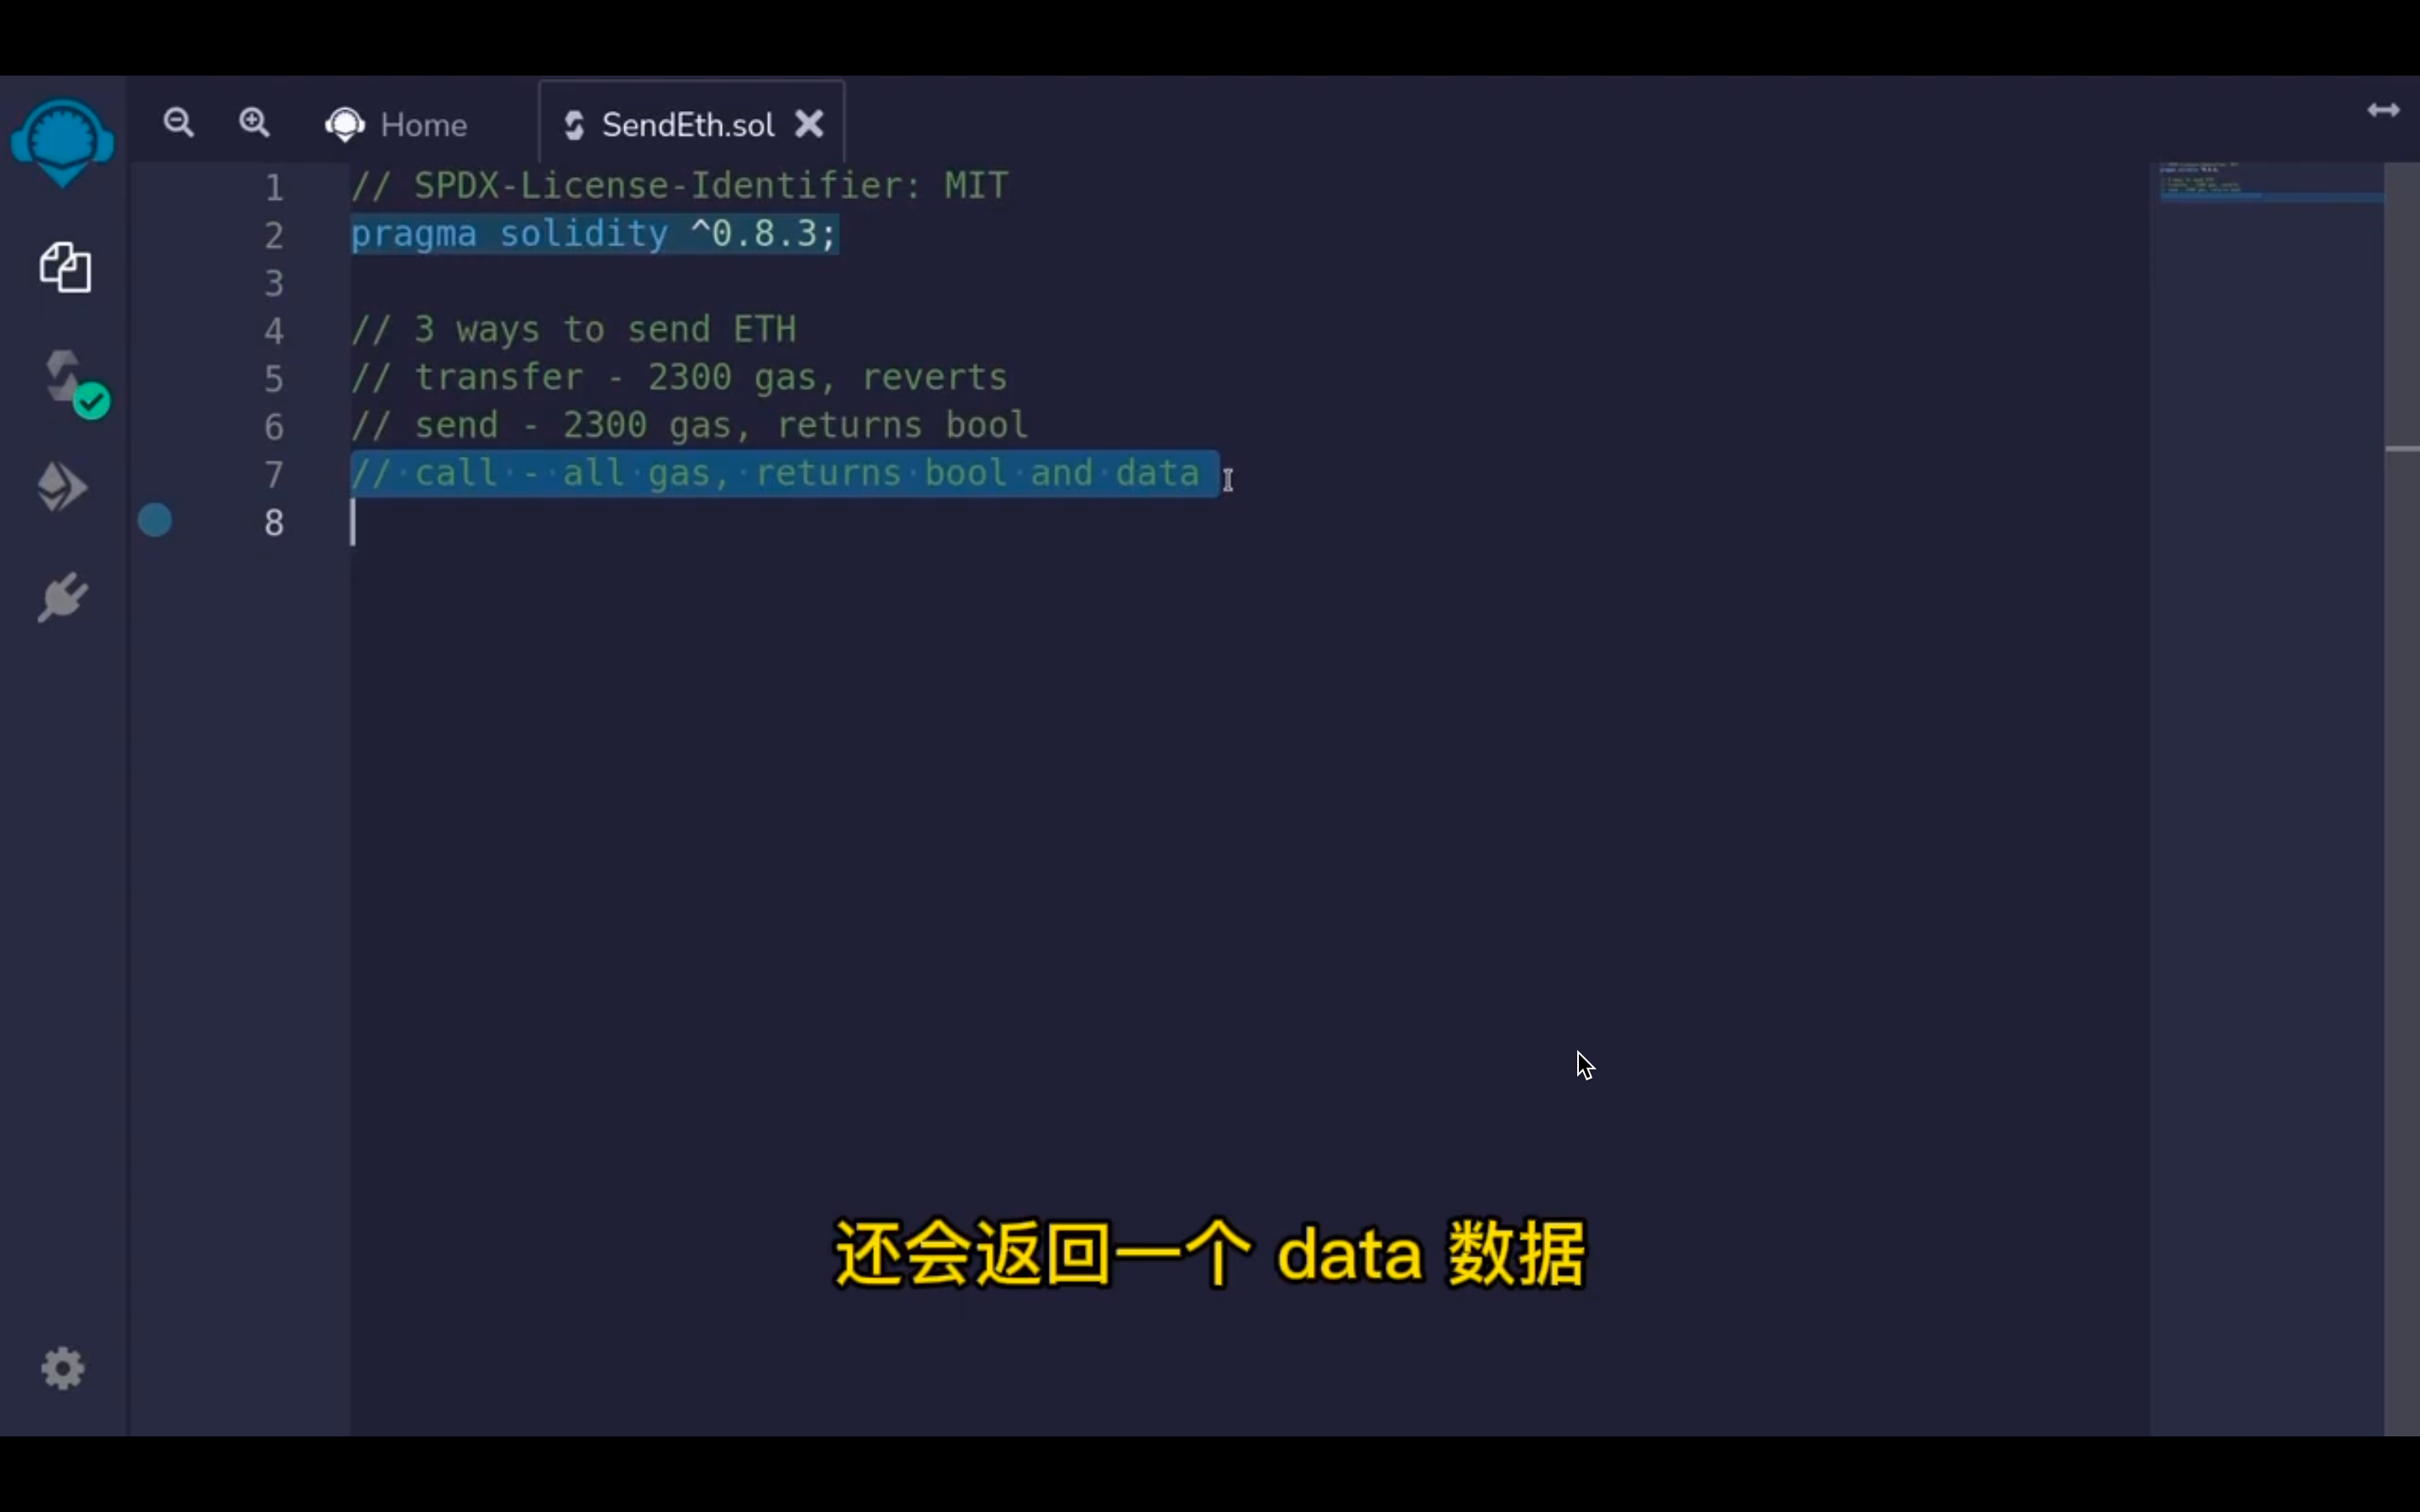 Home
SendEth.sol
1 // SPDX-License-Identifier: MIT
2 pragma solidity ^0.8.3;
3
4 // 3 ways to send ETH
5 // transfer - 2300 gas, reverts
6 // send - 2300 gas, returns bool
7 // call - all gas, returns bool and data
8
还会返回一个 data 数据